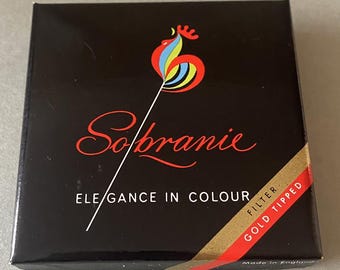 Sobranie
ELEGANCE IN COLOUR
FILTER
GOLD TIPPED
Made in England